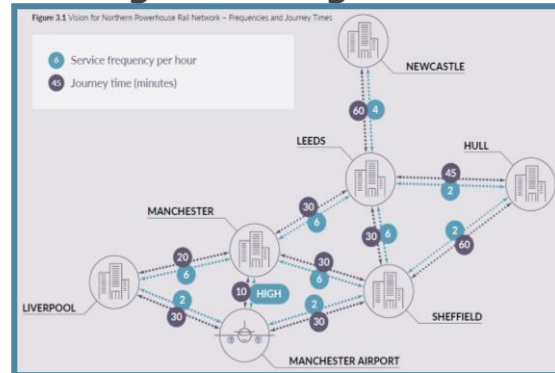 Figure 3.1 Vision for Northern Powerhouse Rail Network – Frequencies and Journey Times
6 Service frequency per hour
45 Journey time (minutes)
NEWCASTLE
60 4
LEEDS
HULL
45
2
30
6
MANCHESTER
30 6
2
60
20
6
30
6
LIVERPOOL
10 HIGH
2
30
2
30
SHEFFIELD
MANCHESTER AIRPORT